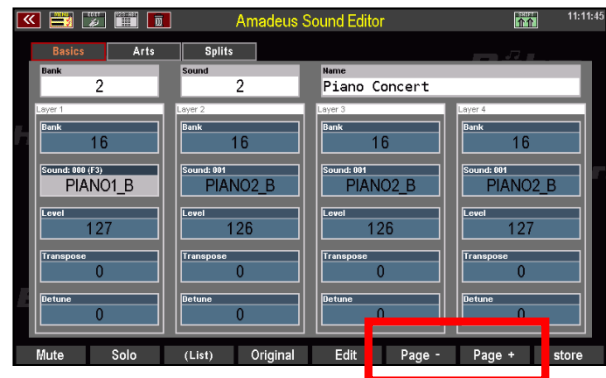 Amadeus Sound Editor
11:11:45
Basics Arts Splits
Bank Sound Name
2 2 Piano Concert
Layer 1 Layer 2 Layer 3 Layer 4
Bank Bank Bank Bank
16 16 16 16
Sound: 000 (F3) Sound: 001 Sound: 001 Sound: 001
PIANO1_B PIANO2_B PIANO2_B PIANO2_B
Level Level Level Level
127 126 126 127
Transpose Transpose Transpose Transpose
0 0 0 0
Detune Detune Detune Detune
0 0 0 0
Mute Solo (List) Original Edit Page - Page + store